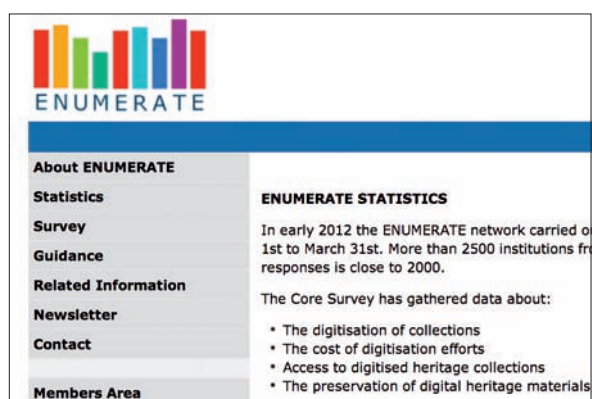 ENUMERATE
About ENUMERATE
Statistics
Survey
Guidance
Related Information
Newsletter
Contact
Members Area
ENUMERATE STATISTICS
In early 2012 the ENUMERATE network carried
1st to March 31st. More than 2500 institutions
responses is close to 2000.
The Core Survey has gathered data about:
• The digitisation of collections
• The cost of digitisation efforts
• Access to digitised heritage collections
• The preservation of digital heritage materials